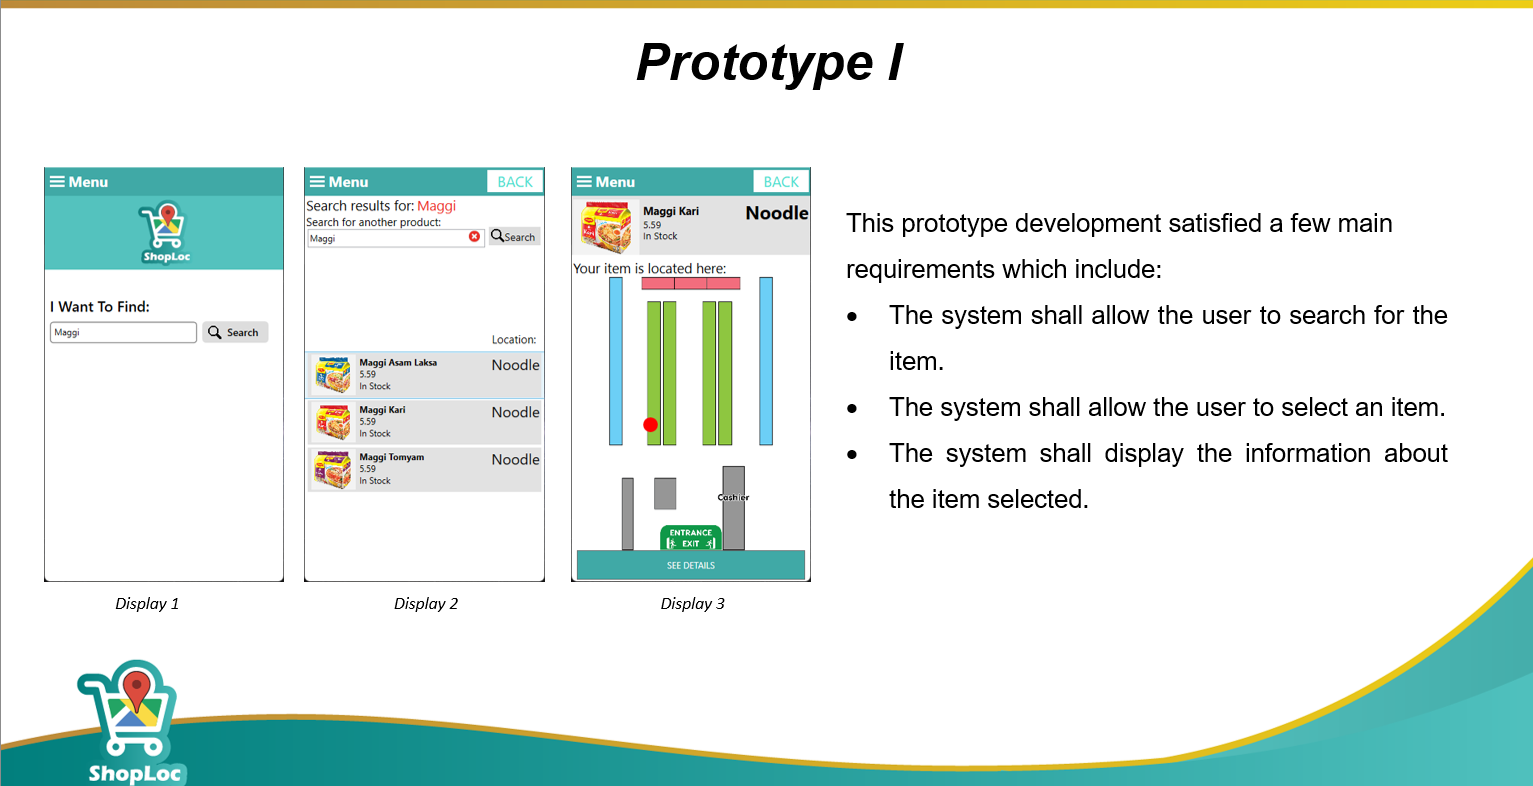 Prototype I
Menu
ShopLoc
I Want To Find:
Maggi
Search
Display 1
Menu
BACK
Search results for: Maggi
Search for another product:
Maggi
Search
Location:
Maggi Asam Laksa
5.59
In Stock
Noodle
Maggi Kari
5.59
In Stock
Noodle
Maggi Tomyam
5.59
In Stock
Noodle
Display 2
Menu
BACK
Maggi Kari
5.59
In Stock
Noodle
Your item is located here:
Cashier
ENTRANCE
EXIT
SEE DETAILS
Display 3
This prototype development satisfied a few main
requirements which include:
• The system shall allow the user to search for the
item.
• The system shall allow the user to select an item.
• The system shall display the information about
the item selected.
ShopLoc